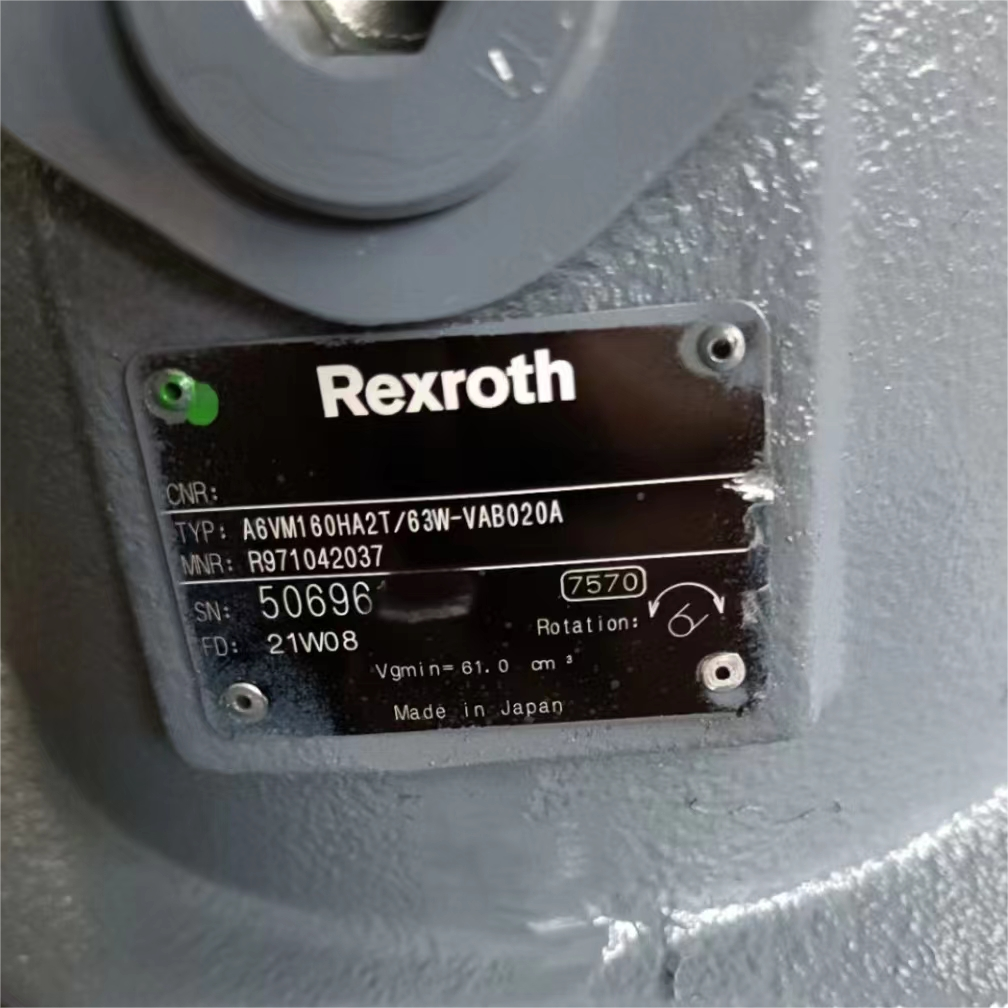 Rexroth
CNR:
TYP: A6VM160HA2T/63W-VAB020A
MNR: R971042037
SN: 50696
7570
FD: 21W08
Rotation:
Vgmin=61.0 cm³
Made in Japan